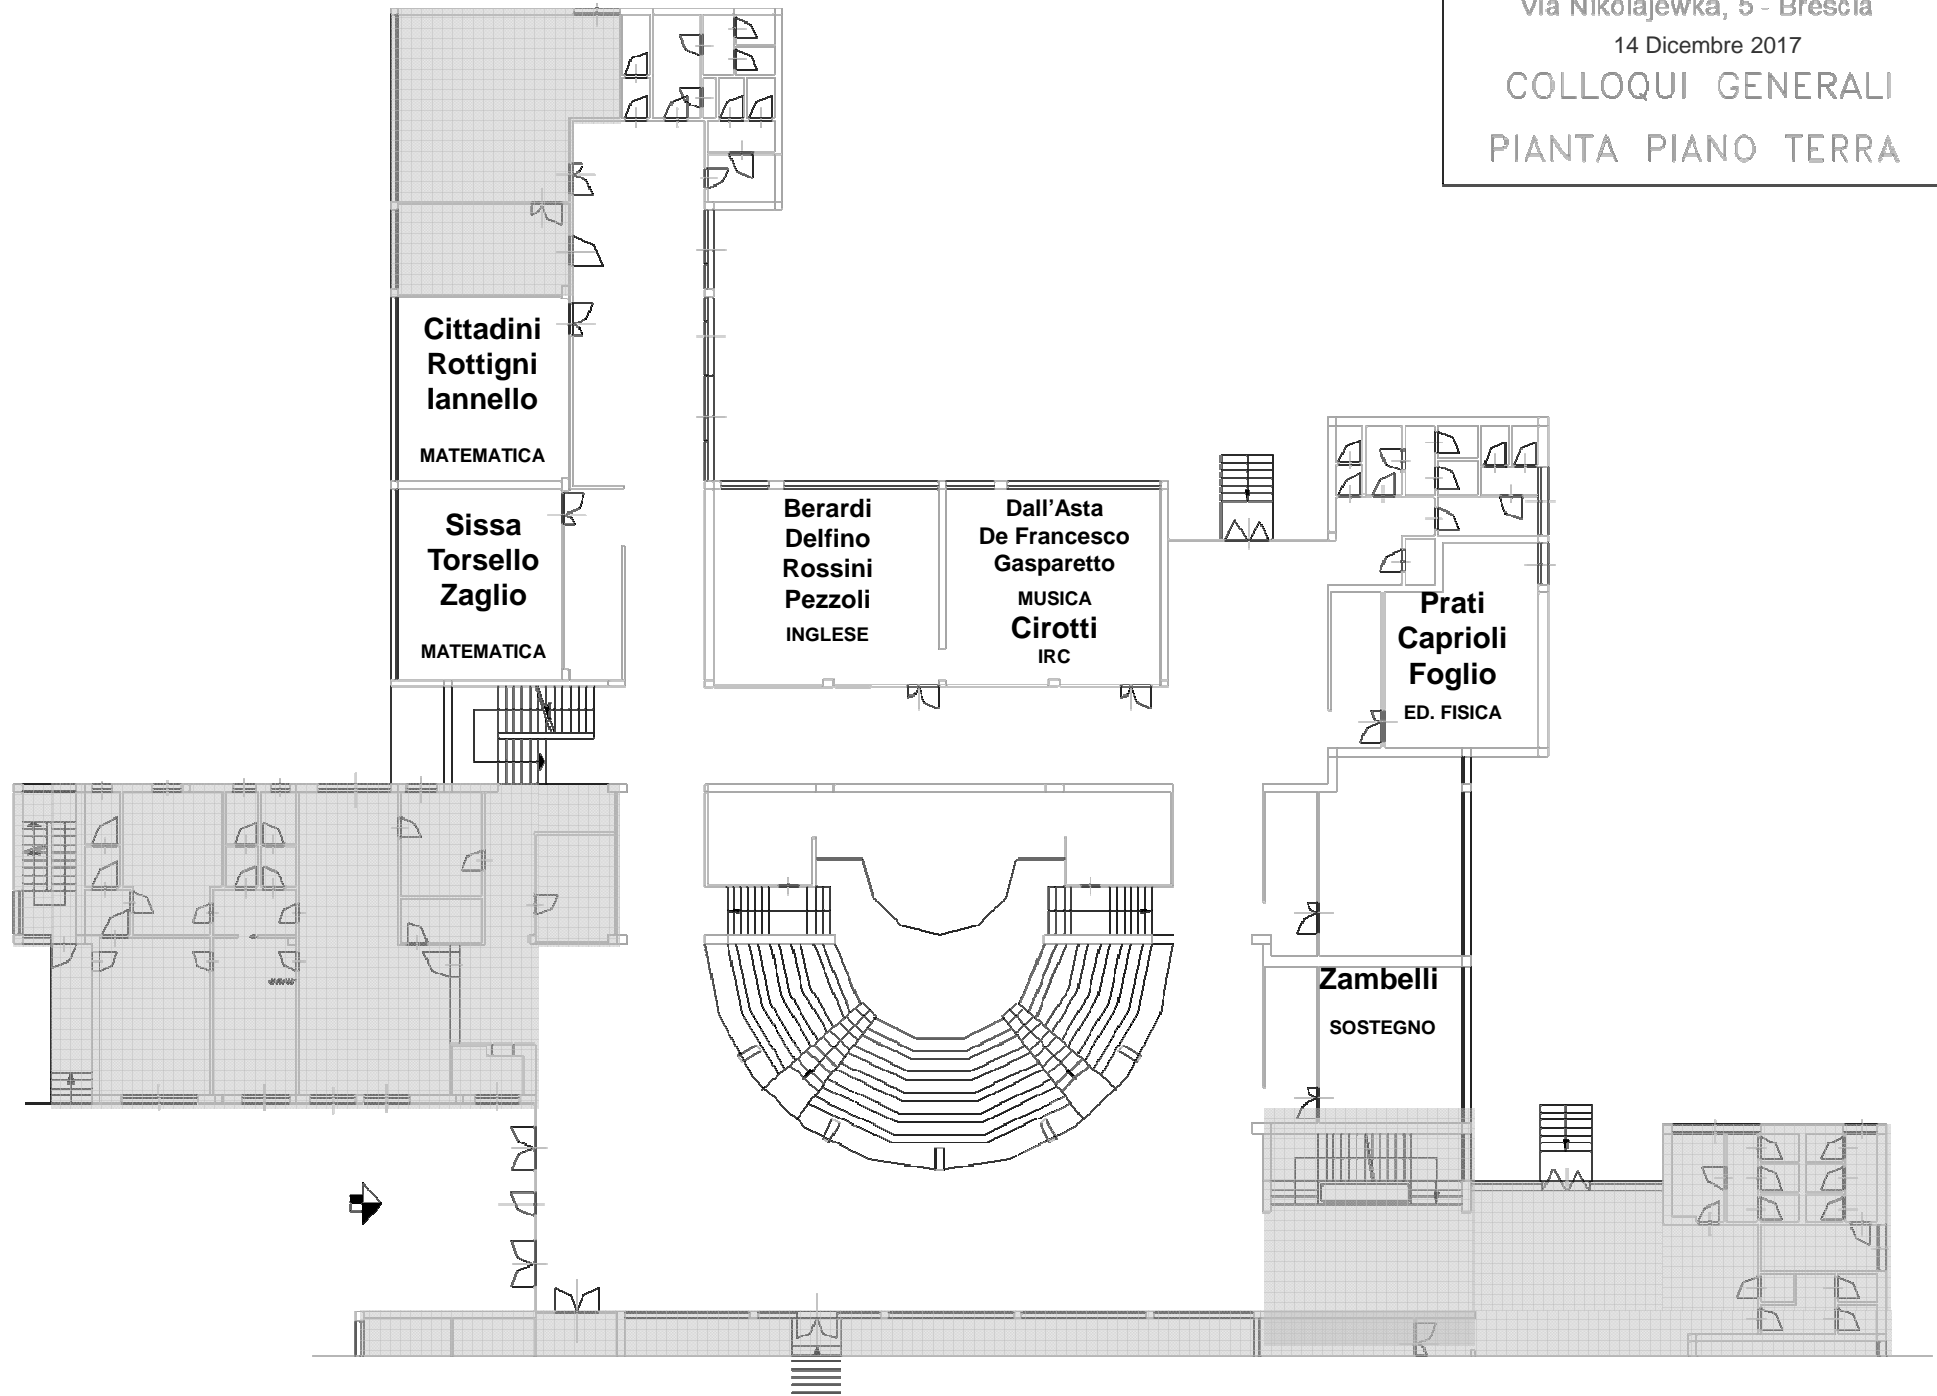 Via Nikolajewka, 5 - Brescia
14 Dicembre 2017
COLLOQUI GENERALI
PIANTA PIANO TERRA
Cittadini
Rottigni
Iannello
MATEMATICA
Sissa
Torsello
Zaglio
MATEMATICA
Berardi
Delfino
Rossini
Pezzoli
INGLESE
Dall’Asta
De Francesco
Gasparetto
MUSICA
Cirotti
IRC
Prati
Caprioli
Foglio
ED. FISICA
Zambelli
SOSTEGNO